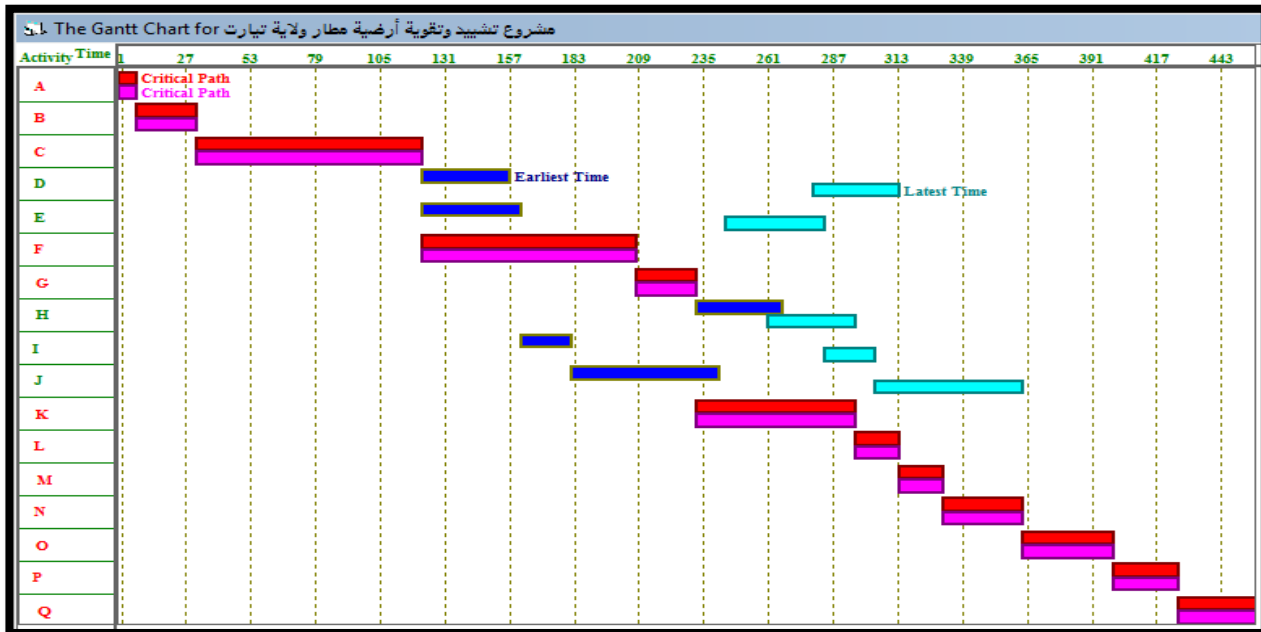 The Gantt Chart for مشروع تشييد وتقوية أرضية مطار ولاية تيارت
Activity Time 1 27 53 79 105 131 157 183 209 235 261 287 313 339 365 391 417 443
A Critical Path
Critical Path
B
C
D Earliest Time Latest Time
E
F
G
H
I
J
K
L
M
N
O
P
Q